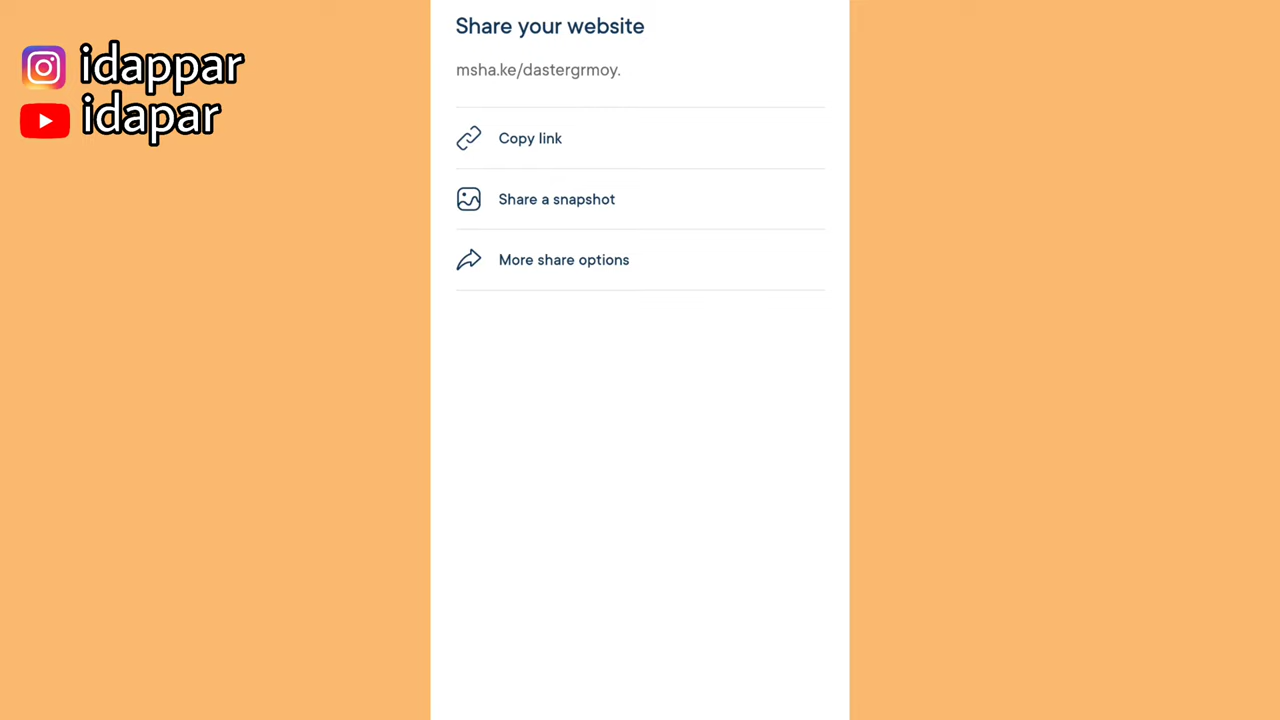 idappar
idapar
Share your website
msha.ke/dastergrmoy.
Copy link
Share a snapshot
More share options